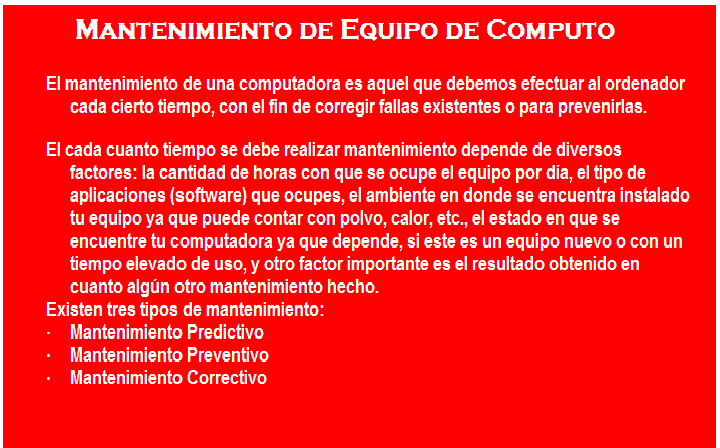 Mantenimiento de Equipo de Computo
El mantenimiento de una computadora es aquel que debemos efectuar al ordenador
cada cierto tiempo, con el fin de corregir fallas existentes o para prevenirlas.
El cada cuanto tiempo se debe realizar mantenimiento depende de diversos
factores: la cantidad de horas con que se ocupe el equipo por día, el tipo de
aplicaciones (software) que ocupes, el ambiente en donde se encuentra instalado
tu equipo ya que puede contar con polvo, calor, etc., el estado en que se
encuentre tu computadora ya que depende, si este es un equipo nuevo o con un
tiempo elevado de uso, y otro factor importante es el resultado obtenido en
cuanto algún otro mantenimiento hecho.
Existen tres tipos de mantenimiento:
· Mantenimiento Predictivo
· Mantenimiento Preventivo
· Mantenimiento Correctivo